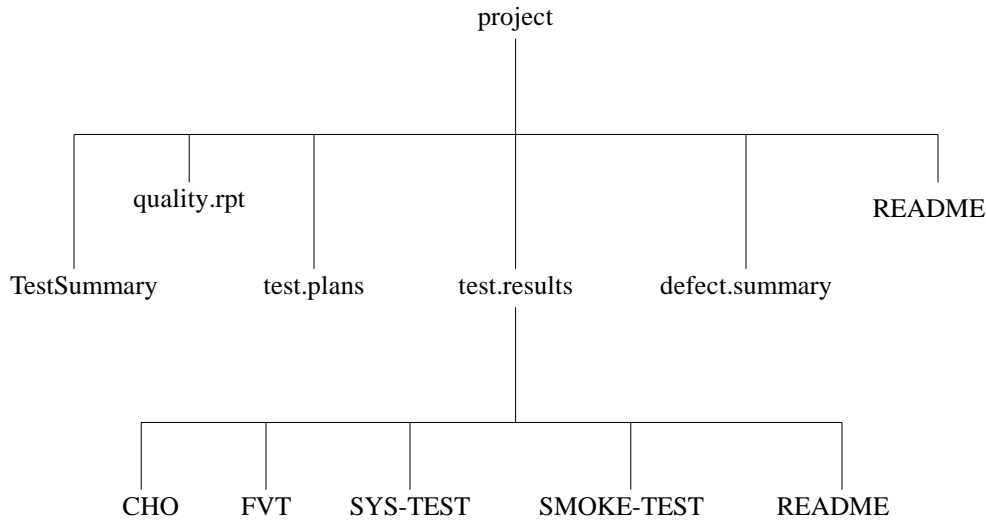 project
quality.rpt
README
TestSummary test.plans test.results defect.summary
CHO FVT SYS-TEST SMOKE-TEST README